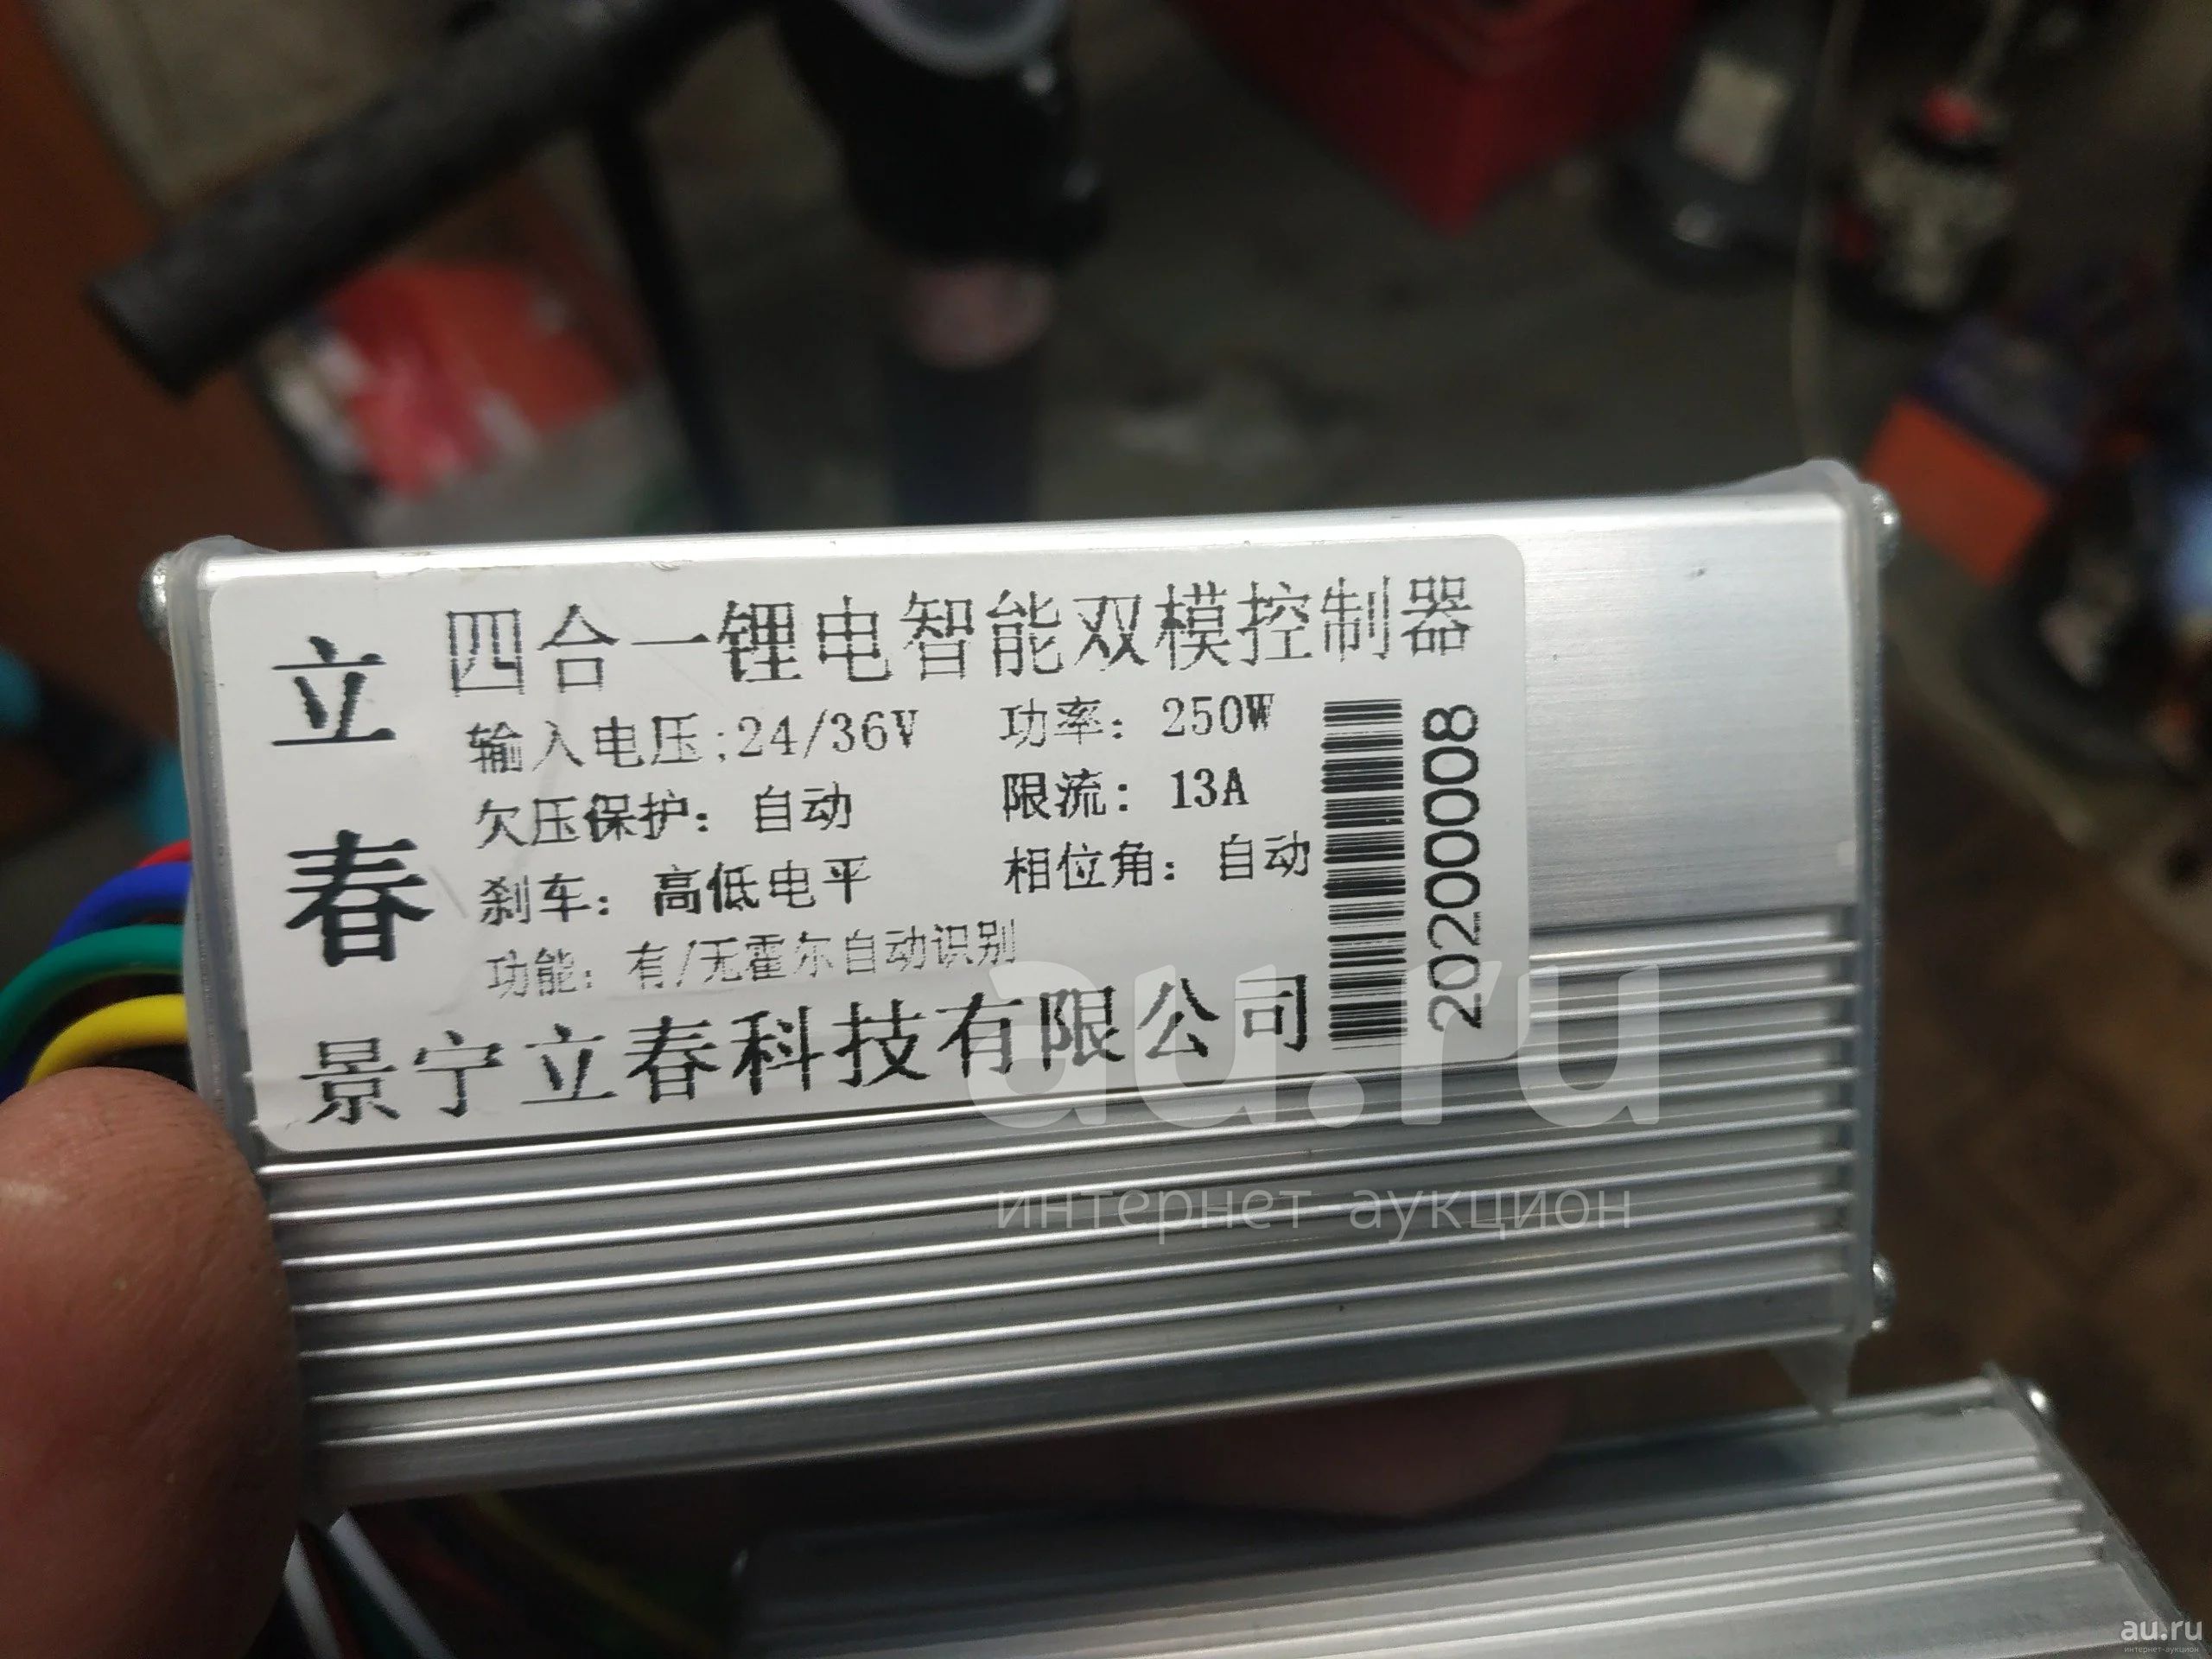 立春
四合一锂电智能双模控制器
输入电压;24/36V 功率：250W
欠压保护：自动 限流：13A
刹车：高低电平 相位角：自动
功能：有/无霍尔自动识别
景宁立春科技有限公司
2020000008
au.ru
интернет-аукцион
au.ru
интернет-аукцион